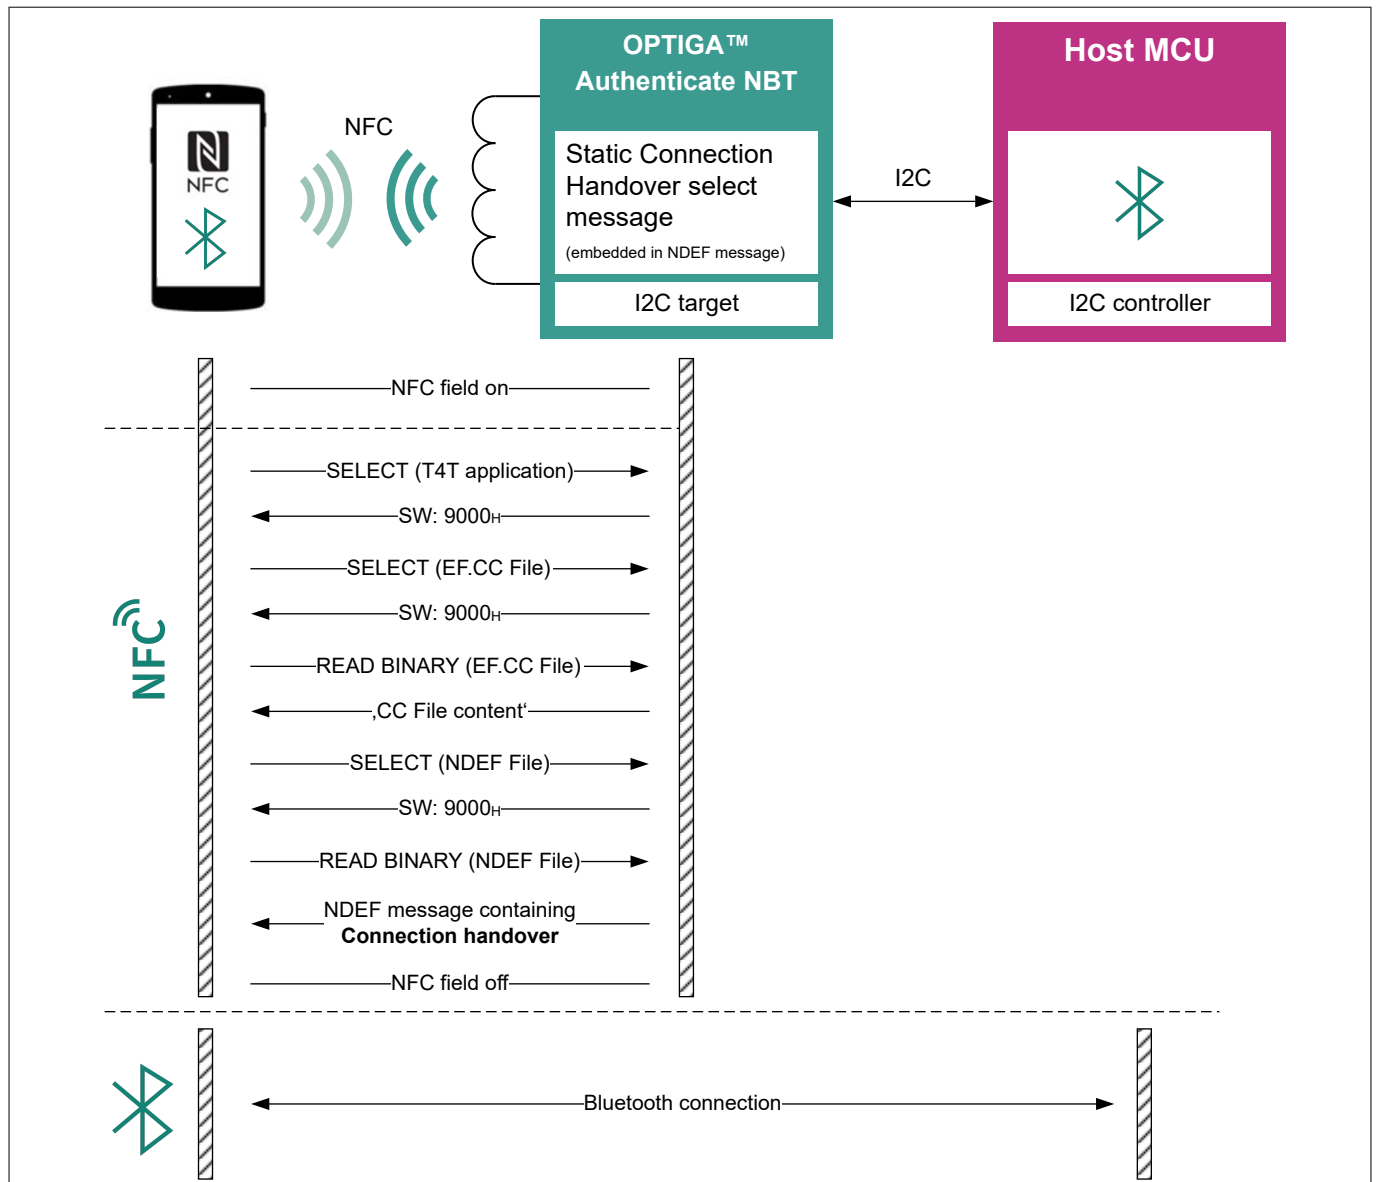 OPTIGA™
Authenticate NBT
Host MCU
NFC
NFC
Static Connection
Handover select
message
(embedded in NDEF message)
I2C
I2C target
I2C controller
NFC field on
SELECT (T4T application)
SW: 9000H
SELECT (EF.CC File)
SW: 9000H
READ BINARY (EF.CC File)
‚CC File content‘
SELECT (NDEF File)
SW: 9000H
READ BINARY (NDEF File)
NDEF message containing
Connection handover
NFC field off
NFC
Bluetooth connection